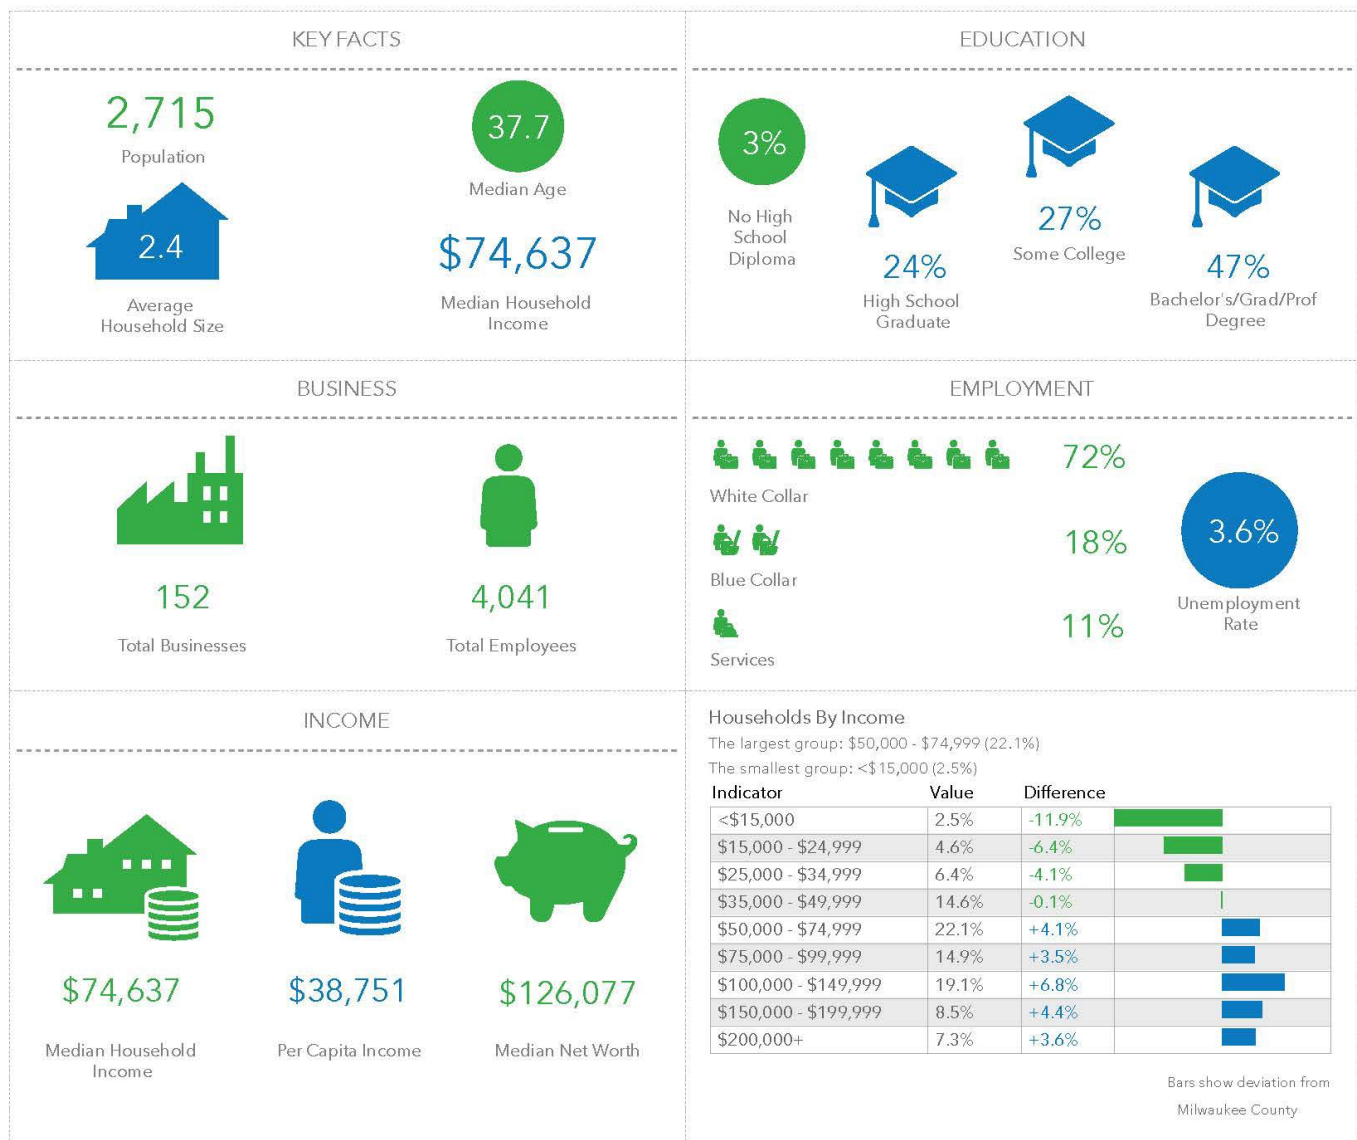 KEY FACTS
2,715
Population
37.7
Median Age
2.4
Average
Household Size
$74,637
Median Household
Income
EDUCATION
3%
No High
School
Diploma
24%
High School
Graduate
27%
Some College
47%
Bachelor's/Grad/Prof
Degree
BUSINESS
152
Total Businesses
4,041
Total Employees
EMPLOYMENT
72%
White Collar
18%
Blue Collar
11%
Services
3.6%
Unemployment
Rate
INCOME
$74,637
Median Household
Income
$38,751
Per Capita Income
$126,077
Median Net Worth
Households By Income
The largest group: $50,000 - $74,999 (22.1%)
The smallest group: <$15,000 (2.5%)
Indicator Value Difference
<$15,000 2.5% -11.9%
$15,000 - $24,999 4.6% -6.4%
$25,000 - $34,999 6.4% -4.1%
$35,000 - $49,999 14.6% -0.1%
$50,000 - $74,999 22.1% +4.1%
$75,000 - $99,999 14.9% +3.5%
$100,000 - $149,999 19.1% +6.8%
$150,000 - $199,999 8.5% +4.4%
$200,000+ 7.3% +3.6%
Bars show deviation from
Milwaukee County